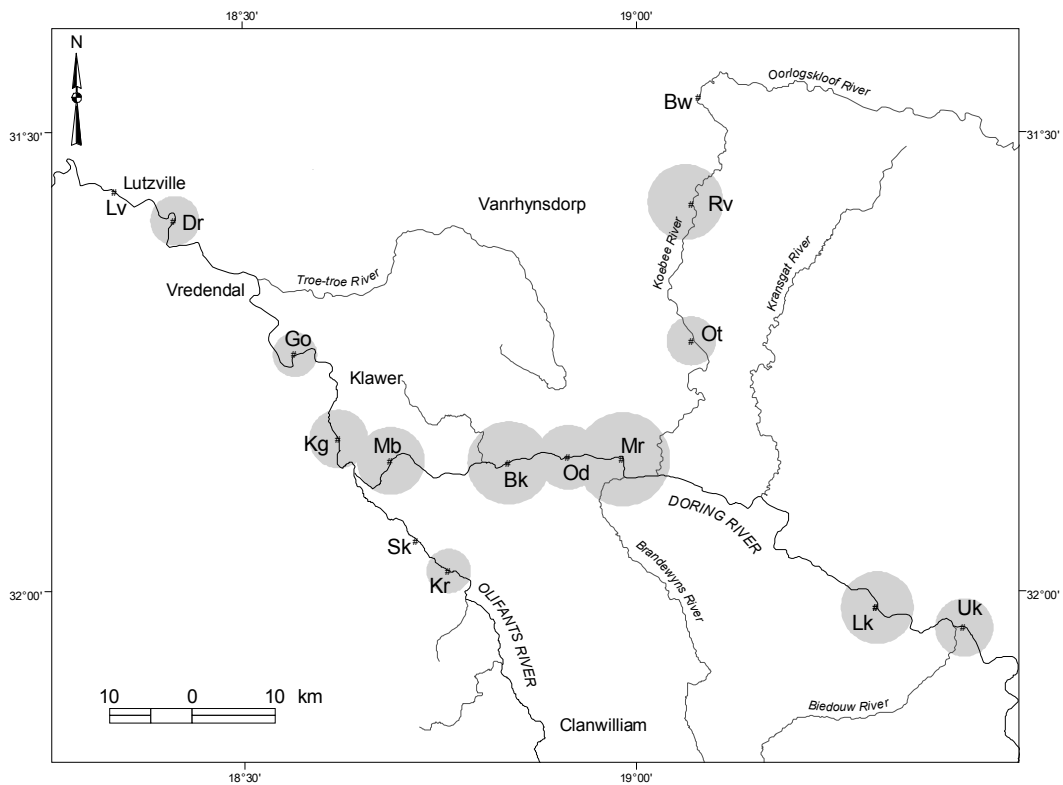 18°30'
19°00'
N
Oorlogskloof River
Bw
31°30'
31°30'
Lutzville
Lv
Dr
Vanrhynsdorp
Rv
Koebee River
Kransgat River
Troe-troe River
Vredendal
Go
Ot
Klawer
Kg
Mb
Bk
Od
Mr
DORING RIVER
Sk
Kr
Brandewyns River
OLIFANTS RIVER
32°00'
32°00'
Lk
Uk
10 0 10 km
Biedouw River
Clanwilliam
18°30'
19°00'